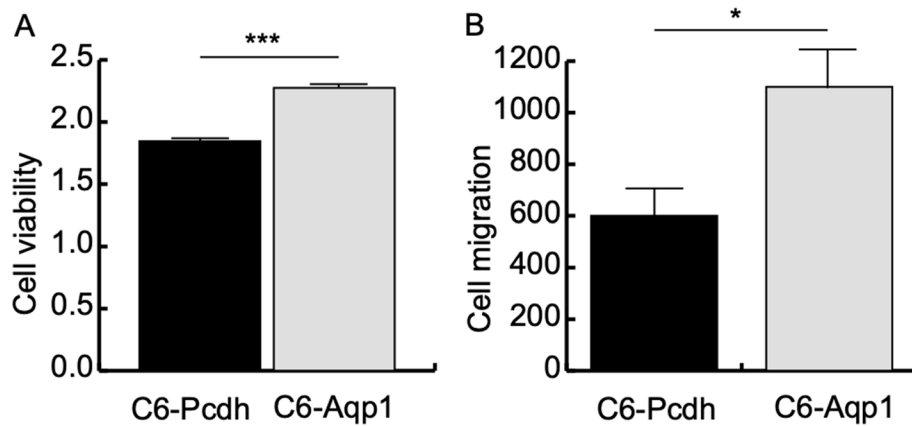 A
***
Cell viability
2.5
2.0
1.5
1.0
0.5
0.0
C6-Pcdh C6-Aqp1
B
*
Cell migration
1200
1000
800
600
400
200
0
C6-Pcdh C6-Aqp1